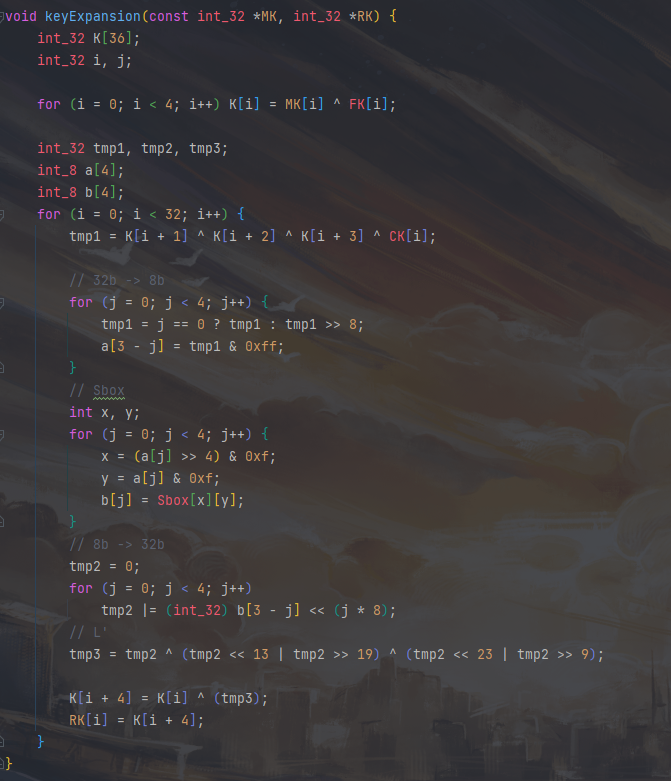 void keyExpansion(const int_32 *MK, int_32 *RK) {
    int_32 K[36];
    int_32 i, j;

    for (i = 0; i < 4; i++) K[i] = MK[i] ^ FK[i];

    int_32 tmp1, tmp2, tmp3;
    int_8 a[4];
    int_8 b[4];
    for (i = 0; i < 32; i++) {
        tmp1 = K[i + 1] ^ K[i + 2] ^ K[i + 3] ^ CK[i];

        // 32b -> 8b
        for (j = 0; j < 4; j++) {
            tmp1 = j == 0 ? tmp1 : tmp1 >> 8;
            a[3 - j] = tmp1 & 0xff;
        }
        // Sbox
        int x, y;
        for (j = 0; j < 4; j++) {
            x = (a[j] >> 4) & 0xf;
            y = a[j] & 0xf;
            b[j] = Sbox[x][y];
        }
        // 8b -> 32b
        tmp2 = 0;
        for (j = 0; j < 4; j++)
            tmp2 |= (int_32) b[3 - j] << (j * 8);
        // L'
        tmp3 = tmp2 ^ (tmp2 << 13 | tmp2 >> 19) ^ (tmp2 << 23 | tmp2 >> 9);

        K[i + 4] = K[i] ^ (tmp3);
        RK[i] = K[i + 4];
    }
}